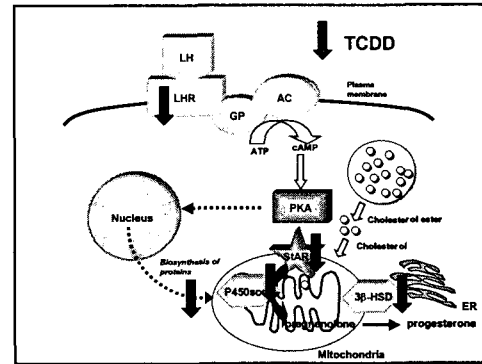 TCDD
LH
LHR
GP
AC
Plasma
membrane
ATP
cAMP
PKA
Nucleus
Cholesterol ester
Cholesterol
StAR
Biosynthesis of
proteins
P450scc
3β-HSD
ER
pregnenolone
progesterone
Mitochondria